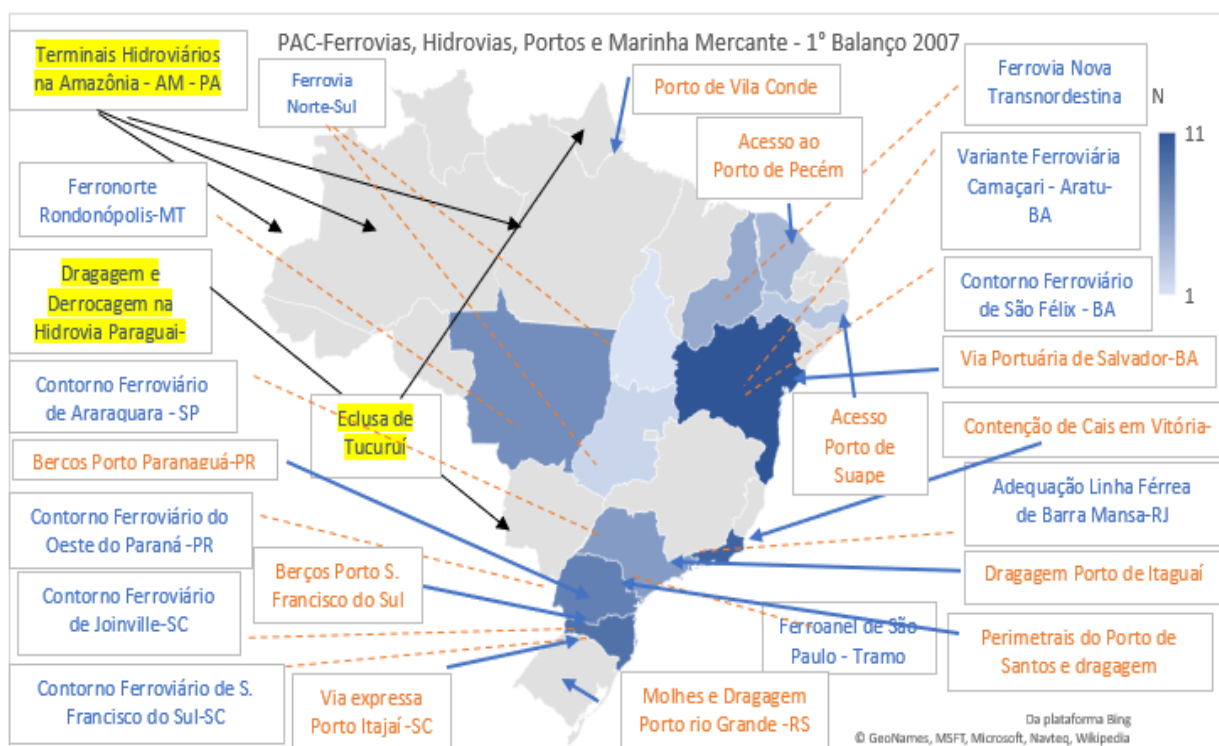 PAC-Ferrovias, Hidrovias, Portos e Marinha Mercante - 1° Balanço 2007
Terminais Hidroviários
na Amazônia - AM - PA
Ferrovia
Norte-Sul
Porto de Vila Conde
Ferrovia Nova
Transnordestina
N
11
1
Acesso ao
Porto de Pecém
Ferronorte
Rondonópolis-MT
Variante Ferroviária
Camaçari - Aratu-
BA
Dragagem e
Derrocagem na
Hidrovia Paraguai-
Contorno Ferroviário
de São Félix - BA
Via Portuária de Salvador-BA
Contorno Ferroviário
de Araraquara - SP
Eclusa de
Tucuruí
Acesso
Porto de
Suape
Contenção de Cais em Vitória-
Bercos Porto Paranaguá-PR
Adequação Linha Férrea
de Barra Mansa-RJ
Contorno Ferroviário do
Oeste do Paraná -PR
Berços Porto S.
Francisco do Sul
Dragagem Porto de Itaguaí
Contorno Ferroviário
de Joinville-SC
Ferroanel de São
Paulo - Tramo
Perimetrais do Porto de
Santos e dragagem
Contorno Ferroviário de S.
Francisco do Sul-SC
Via expressa
Porto Itajaí -SC
Molhes e Dragagem
Porto rio Grande -RS
Da plataforma Bing
© GeoNames, MSFT, Microsoft, Navteq, Wikipedia